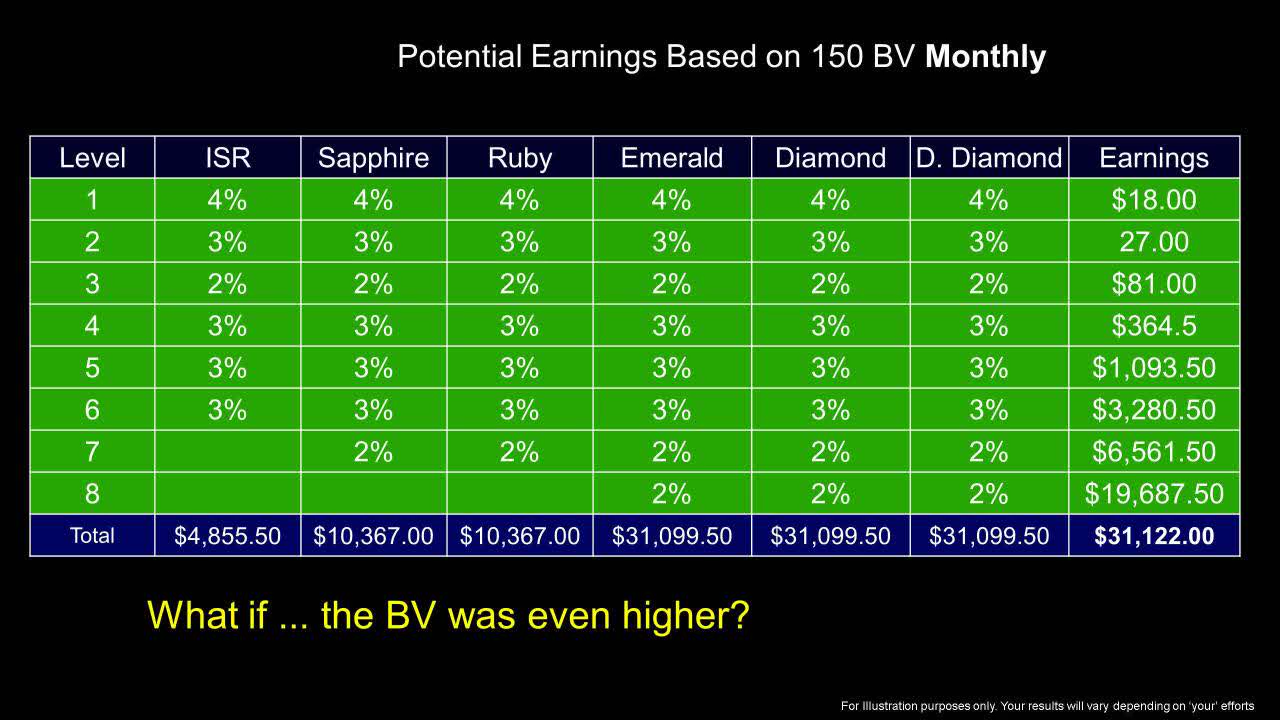 Potential Earnings Based on 150 BV Monthly
Level ISR Sapphire Ruby Emerald Diamond D. Diamond Earnings
1 4% 4% 4% 4% 4% 4% $18.00
2 3% 3% 3% 3% 3% 3% 27.00
3 2% 2% 2% 2% 2% 2% $81.00
4 3% 3% 3% 3% 3% 3% $364.5
5 3% 3% 3% 3% 3% 3% $1,093.50
6 3% 3% 3% 3% 3% 3% $3,280.50
7 2% 2% 2% 2% 2% $6,561.50
8 2% 2% 2% $19,687.50
Total $4,855.50 $10,367.00 $10,367.00 $31,099.50 $31,099.50 $31,099.50 $31,122.00
What if ... the BV was even higher?
For Illustration purposes only. Your results will vary depending on ‘your’ efforts